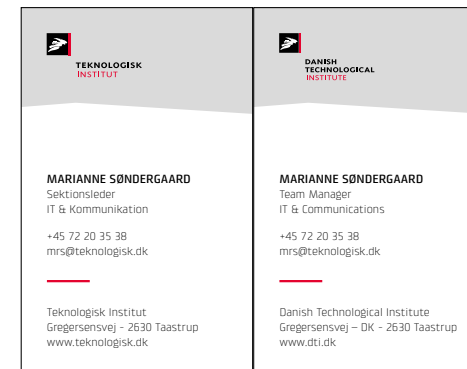 TEKNOLOGISK
INSTITUT
MARIANNE SØNDERGAARD
Sektionsleder
IT & Kommunikation
+45 72 20 35 38
mrs@teknologisk.dk
Teknologisk Institut
Gregersensvej - 2630 Taastrup
www.teknologisk.dk
DANISH
TECHNOLOGICAL
INSTITUTE
MARIANNE SØNDERGAARD
Team Manager
IT & Communications
+45 72 20 35 38
mrs@teknologisk.dk
Danish Technological Institute
Gregersensvej – DK - 2630 Taastrup
www.dti.dk